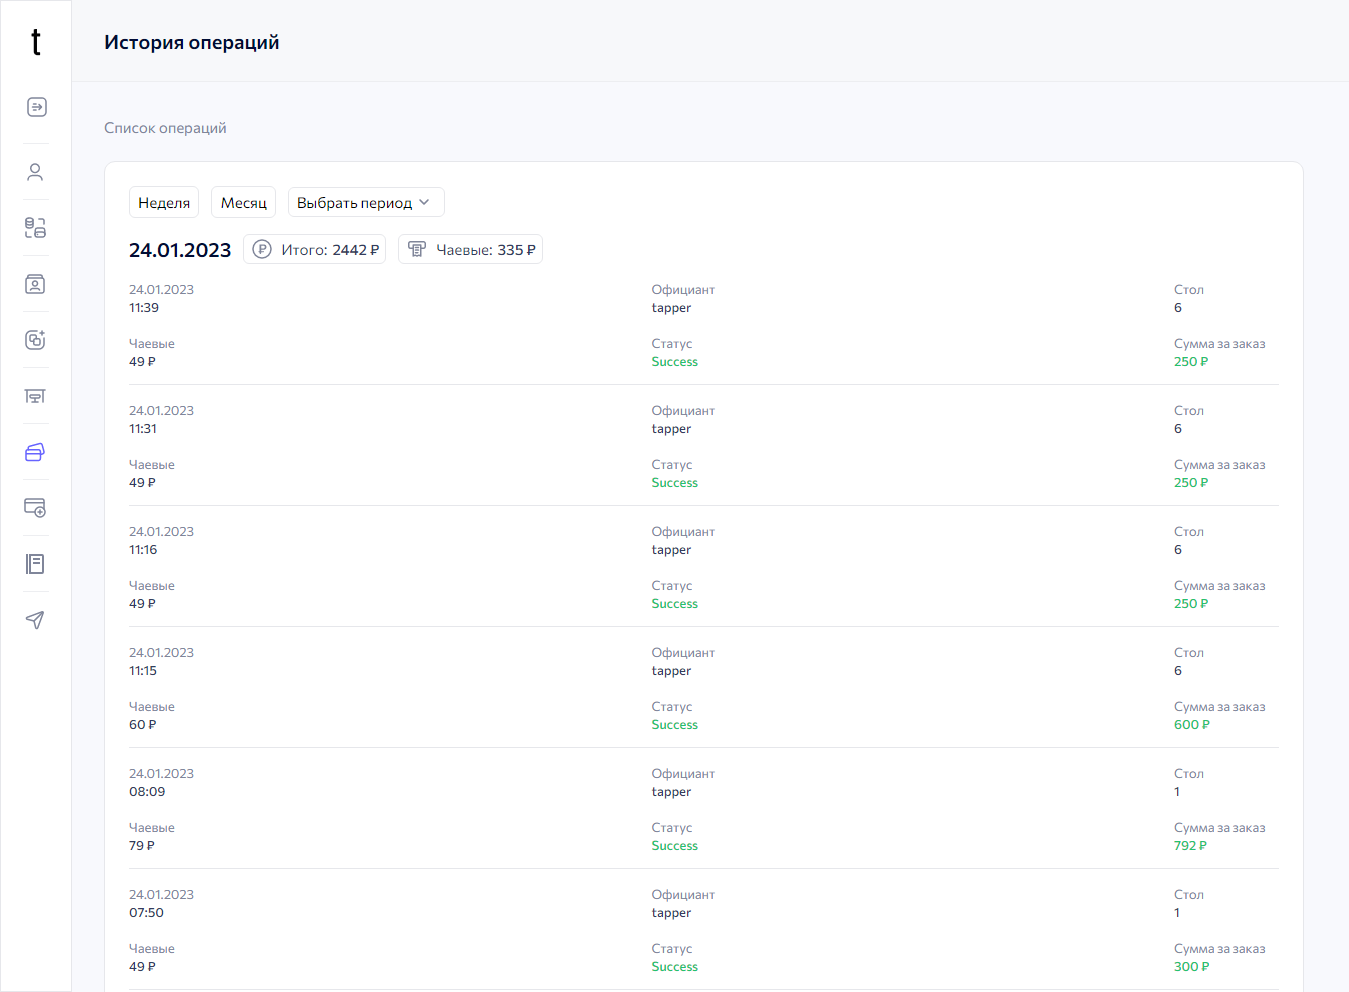 t
История операций
Список операций
Неделя Месяц Выбрать период
24.01.2023 Итого: 2442 ₽ Чаевые: 335 ₽
24.01.2023 Официант Стол
11:39 tapper 6
Чаевые Статус Сумма за заказ
49 ₽ Success 250 ₽
24.01.2023 Официант Стол
11:31 tapper 6
Чаевые Статус Сумма за заказ
49 ₽ Success 250 ₽
24.01.2023 Официант Стол
11:16 tapper 6
Чаевые Статус Сумма за заказ
49 ₽ Success 250 ₽
24.01.2023 Официант Стол
11:15 tapper 6
Чаевые Статус Сумма за заказ
60 ₽ Success 600 ₽
24.01.2023 Официант Стол
08:09 tapper 1
Чаевые Статус Сумма за заказ
79 ₽ Success 792 ₽
24.01.2023 Официант Стол
07:50 tapper 1
Чаевые Статус Сумма за заказ
49 ₽ Success 300 ₽